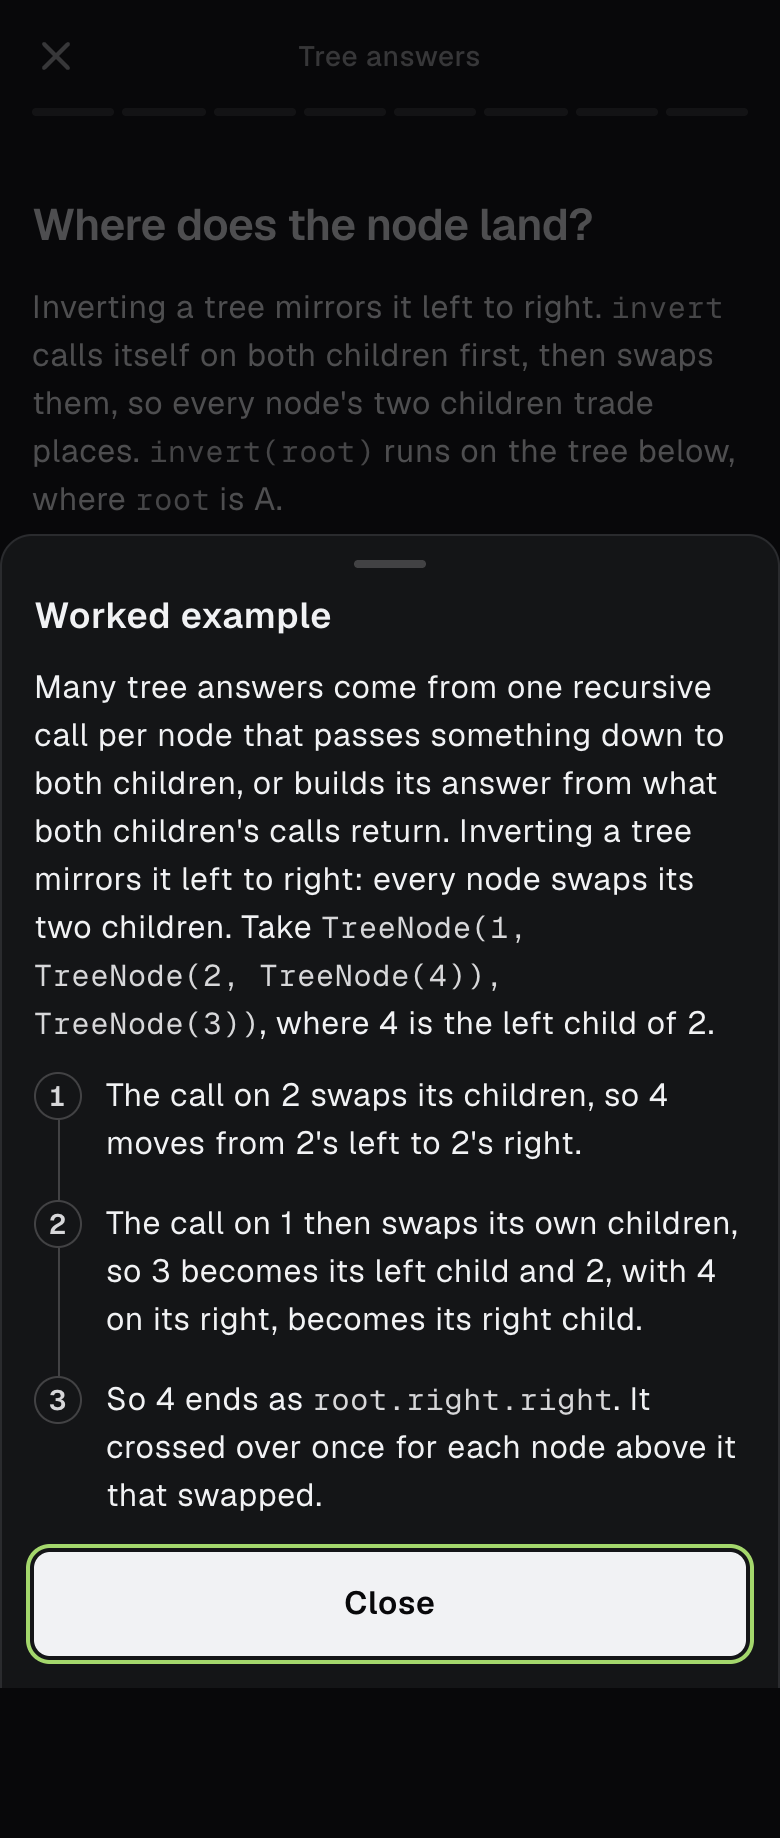 Tree answers
Where does the node land?
Inverting a tree mirrors it left to right. invert
calls itself on both children first, then swaps
them, so every node's two children trade
places. invert(root) runs on the tree below,
where root is A.
Worked example
Many tree answers come from one recursive
call per node that passes something down to
both children, or builds its answer from what
both children's calls return. Inverting a tree
mirrors it left to right: every node swaps its
two children. Take TreeNode(1,
TreeNode(2, TreeNode(4)),
TreeNode(3)), where 4 is the left child of 2.
1 The call on 2 swaps its children, so 4
moves from 2's left to 2's right.
2 The call on 1 then swaps its own children,
so 3 becomes its left child and 2, with 4
on its right, becomes its right child.
3 So 4 ends as root.right.right. It
crossed over once for each node above it
that swapped.
Close